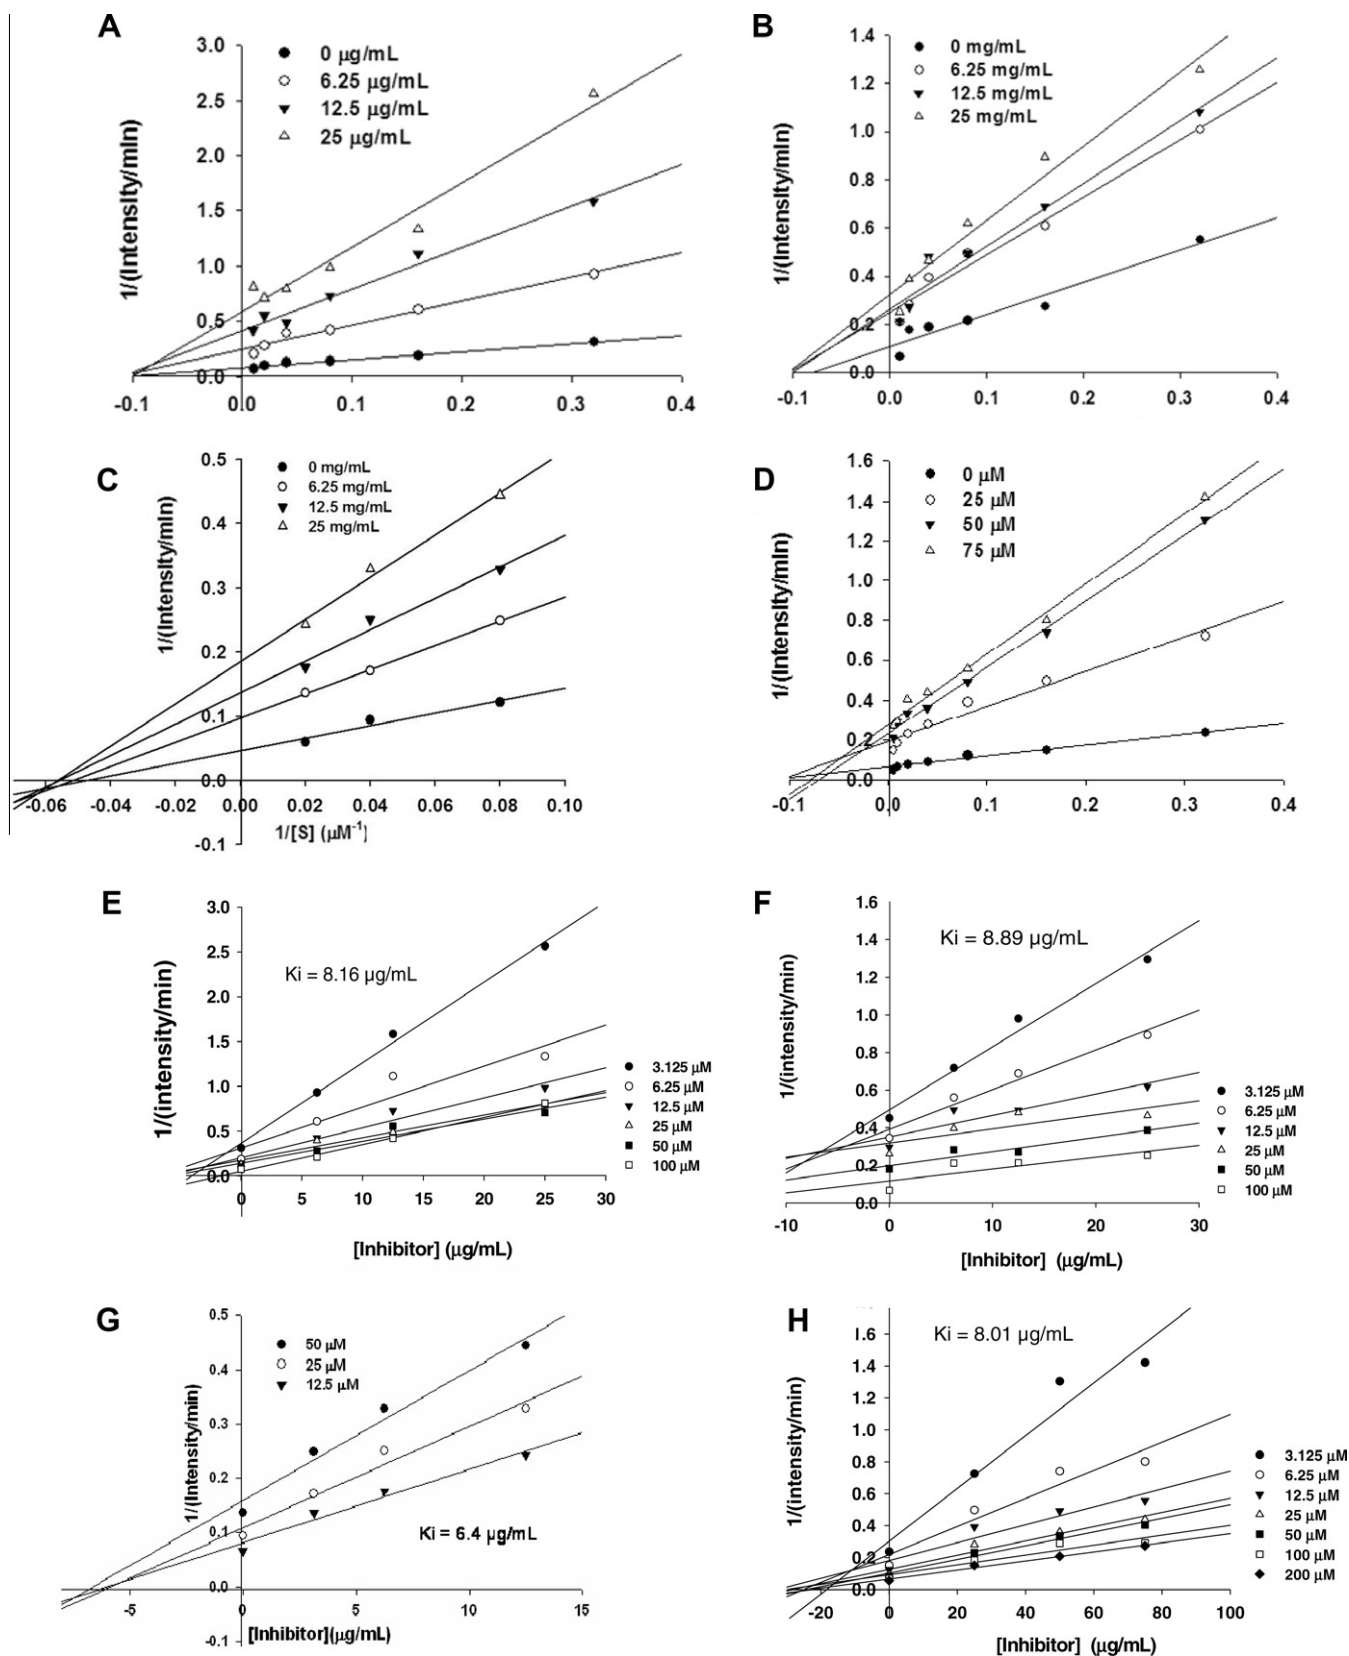 A
3.0
2.5
2.0
1.5
1.0
0.5
0.0
-0.1
0.0
0.1
0.2
0.3
0.4
1/(Intensity/min)
0 µg/mL
6.25 µg/mL
12.5 µg/mL
25 µg/mL
B
1.4
1.2
1.0
0.8
0.6
0.4
0.2
0.0
-0.1
0.0
0.1
0.2
0.3
0.4
1/(Intensity/min)
0 mg/mL
6.25 mg/mL
12.5 mg/mL
25 mg/mL
C
0.5
0.4
0.3
0.2
0.1
0.0
-0.1
-0.06
-0.04
-0.02
0.00
0.02
0.04
0.06
0.08
0.10
1/(Intensity/min)
1/[S] (µM-1)
0 mg/mL
6.25 mg/mL
12.5 mg/mL
25 mg/mL
D
1.6
1.4
1.2
1.0
0.8
0.6
0.4
0.2
0.0
-0.1
0.0
0.1
0.2
0.3
0.4
1/(Intensity/min)
0 µM
25 µM
50 µM
75 µM
E
3.0
2.5
2.0
1.5
1.0
0.5
0.0
0
5
10
15
20
25
30
1/(intensity/min)
Ki = 8.16 µg/mL
[Inhibitor] (µg/mL)
3.125 µM
6.25 µM
12.5 µM
25 µM
50 µM
100 µM
F
1.6
1.4
1.2
1.0
0.8
0.6
0.4
0.2
0.0
-10
0
10
20
30
1/(intensity/min)
Ki = 8.89 µg/mL
[Inhibitor] (µg/mL)
3.125 µM
6.25 µM
12.5 µM
25 µM
50 µM
100 µM
G
0.5
0.4
0.3
0.2
0.1
0.0
-0.1
-5
0
5
10
15
1/(Intensity/min)
50 µM
25 µM
12.5 µM
Ki = 6.4 µg/mL
[Inhibitor](µg/mL)
H
1.6
1.4
1.2
1.0
0.8
0.6
0.4
0.2
0.0
-20
0
20
40
60
80
100
1/(intensity/min)
Ki = 8.01 µg/mL
[Inhibitor] (µg/mL)
3.125 µM
6.25 µM
12.5 µM
25 µM
50 µM
100 µM
200 µM